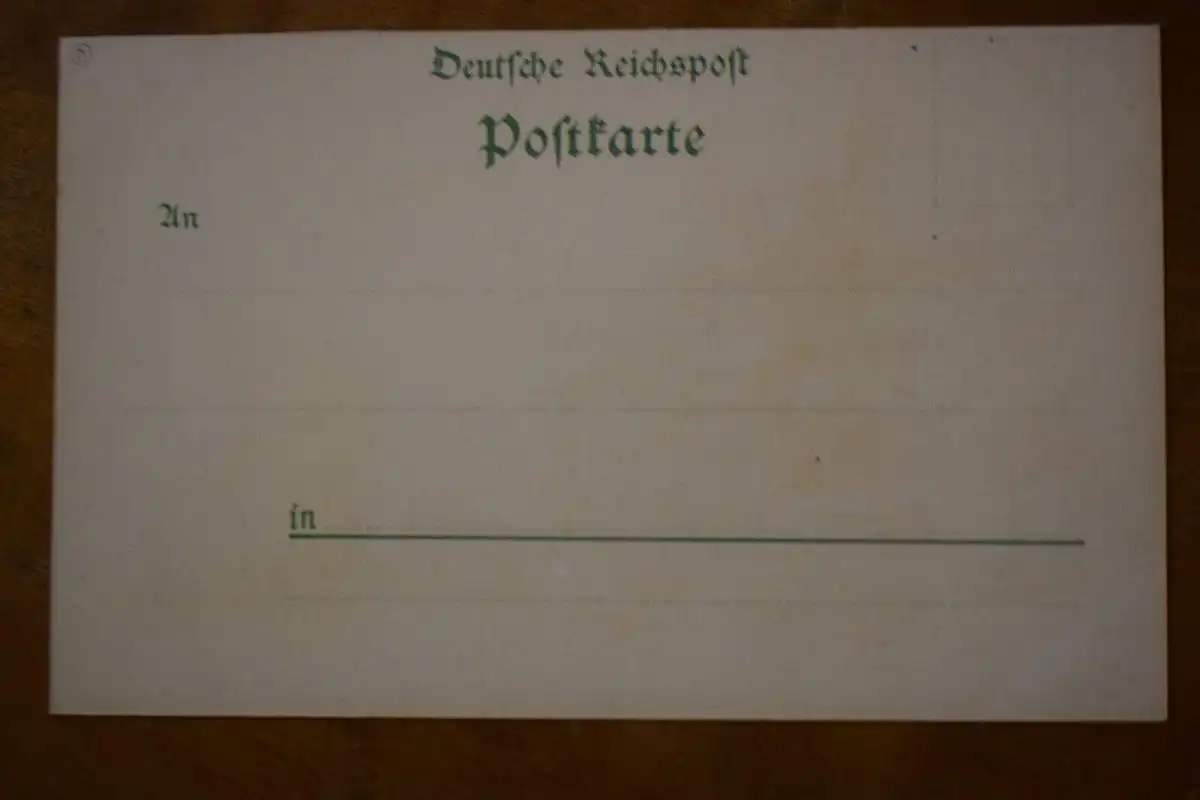 Deutſche Reichspoſt
Poſtkarte
An
in